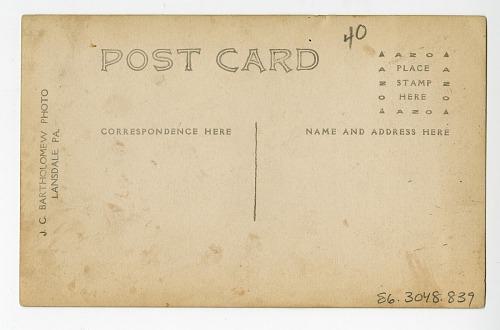 POST CARD
40
▲ AZO ▲
AZO
PLACE
STAMP
HERE
AZO
▲ AZO ▲
CORRESPONDENCE HERE
NAME AND ADDRESS HERE
J. C. BARTHOLOMEW PHOTO
LANSDALE PA.
86.3048.839